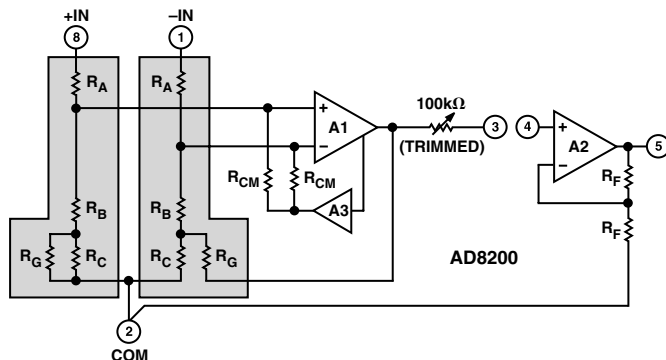 +IN
–IN
8
1
RA
RA
100kΩ
+
A1
–
3
4
+
A2
–
5
(TRIMMED)
RCM
RCM
A3
RF
RB
RB
RF
RG
RC
RC
RG
AD8200
2
COM